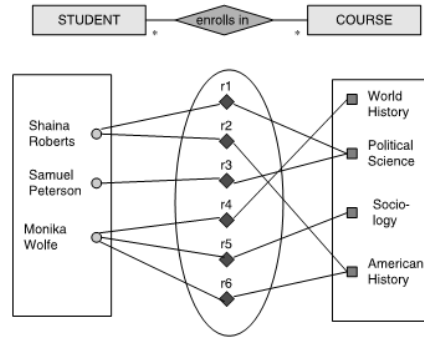 STUDENT
enrolls in
COURSE
*
*
Shaina
Roberts
Samuel
Peterson
Monika
Wolfe
r1
r2
r3
r4
r5
r6
World
History
Political
Science
Socio-
logy
American
History